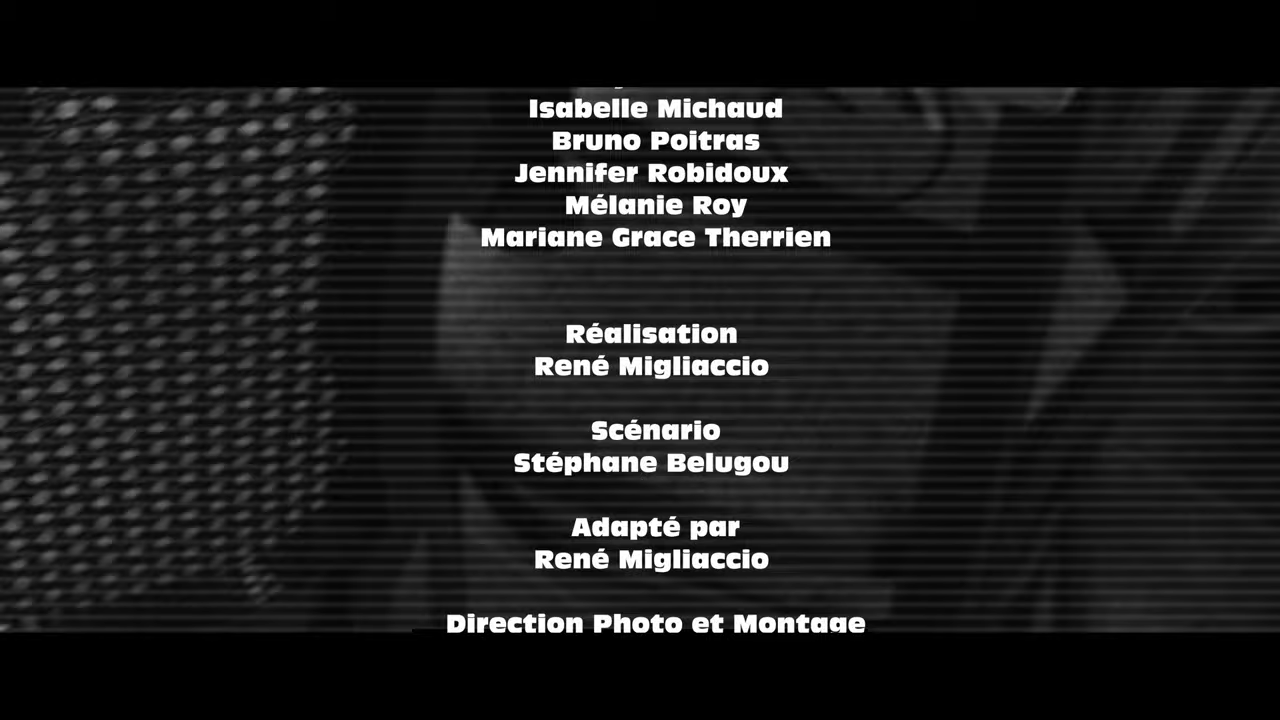 Isabelle Michaud
Bruno Poitras
Jennifer Robidoux
Mélanie Roy
Mariane Grace Therrien
Réalisation
René Migliaccio
Scénario
Stéphane Belugou
Adapté par
René Migliaccio
Direction Photo et Montage